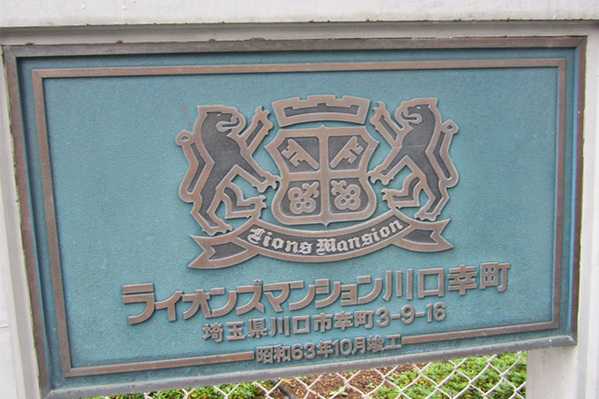 Lions Mansion
ライオンズマンション川口幸町
埼玉県川口市幸町3-9-16
昭和63年10月竣工